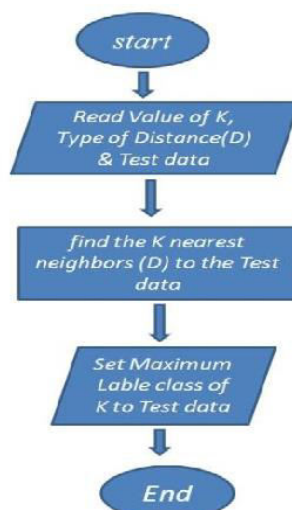 start
Read Value of K,
Type of Distance(D)
& Test data
find the K nearest
neighbors (D) to the Test
data
Set Maximum
Lable class of
K to Test data
End